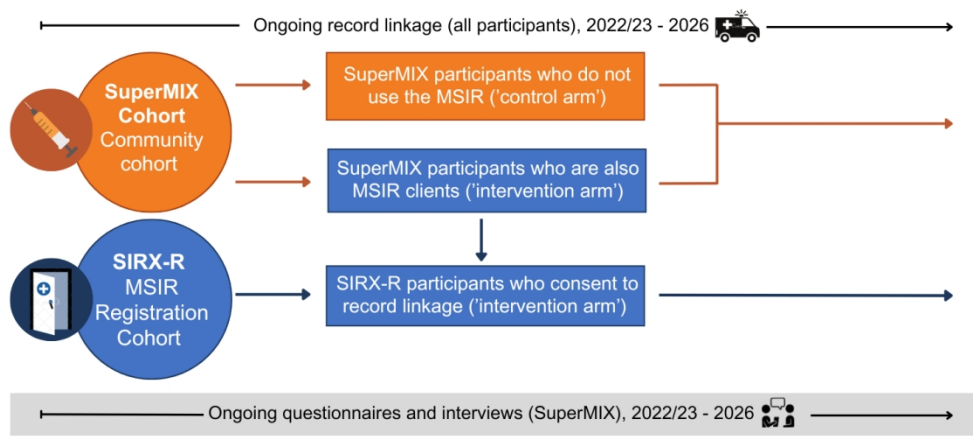 Ongoing record linkage (all participants), 2022/23 - 2026
SuperMIX
Cohort
Community
cohort
SuperMIX participants who do not
use the MSIR ('control arm')
SuperMIX participants who are also
MSIR clients ('intervention arm')
SIRX-R
MSIR
Registration
Cohort
SIRX-R participants who consent to
record linkage ('intervention arm')
Ongoing questionnaires and interviews (SuperMIX), 2022/23 - 2026